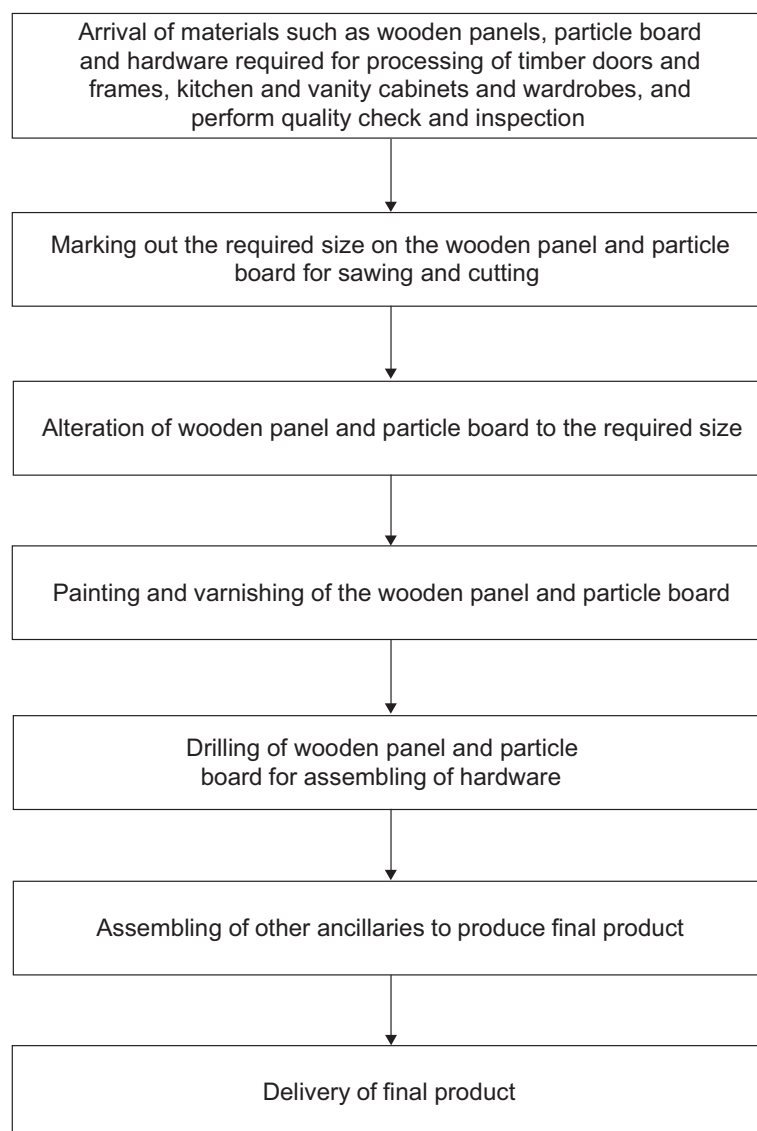 Arrival of materials such as wooden panels, particle board
and hardware required for processing of timber doors and
frames, kitchen and vanity cabinets and wardrobes, and
perform quality check and inspection
Marking out the required size on the wooden panel and particle
board for sawing and cutting
Alteration of wooden panel and particle board to the required size
Painting and varnishing of the wooden panel and particle board
Drilling of wooden panel and particle
board for assembling of hardware
Assembling of other ancillaries to produce final product
Delivery of final product